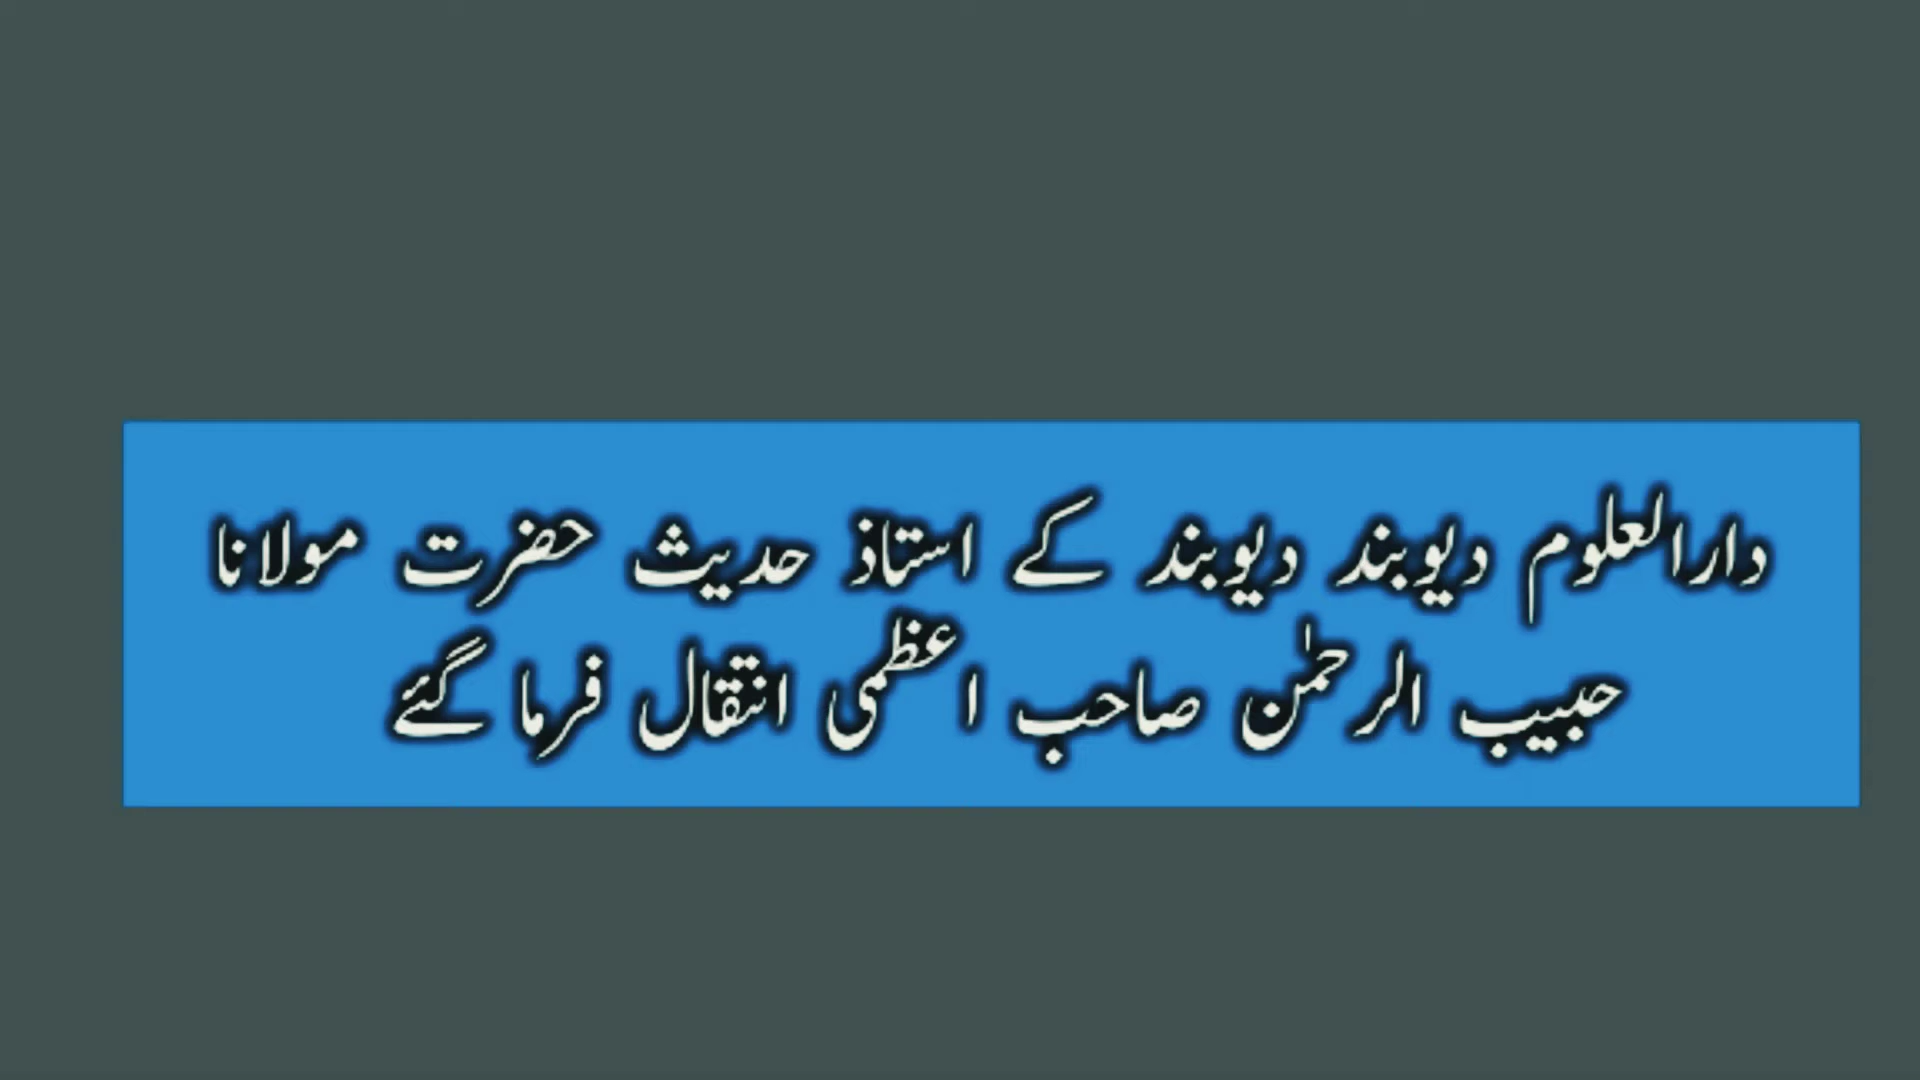 دارالعلوم دیوبند دیوبند کے استاذ حدیث حضرت مولانا
حبیب الرحمٰن صاحب اعظمی انتقال فرما گئے